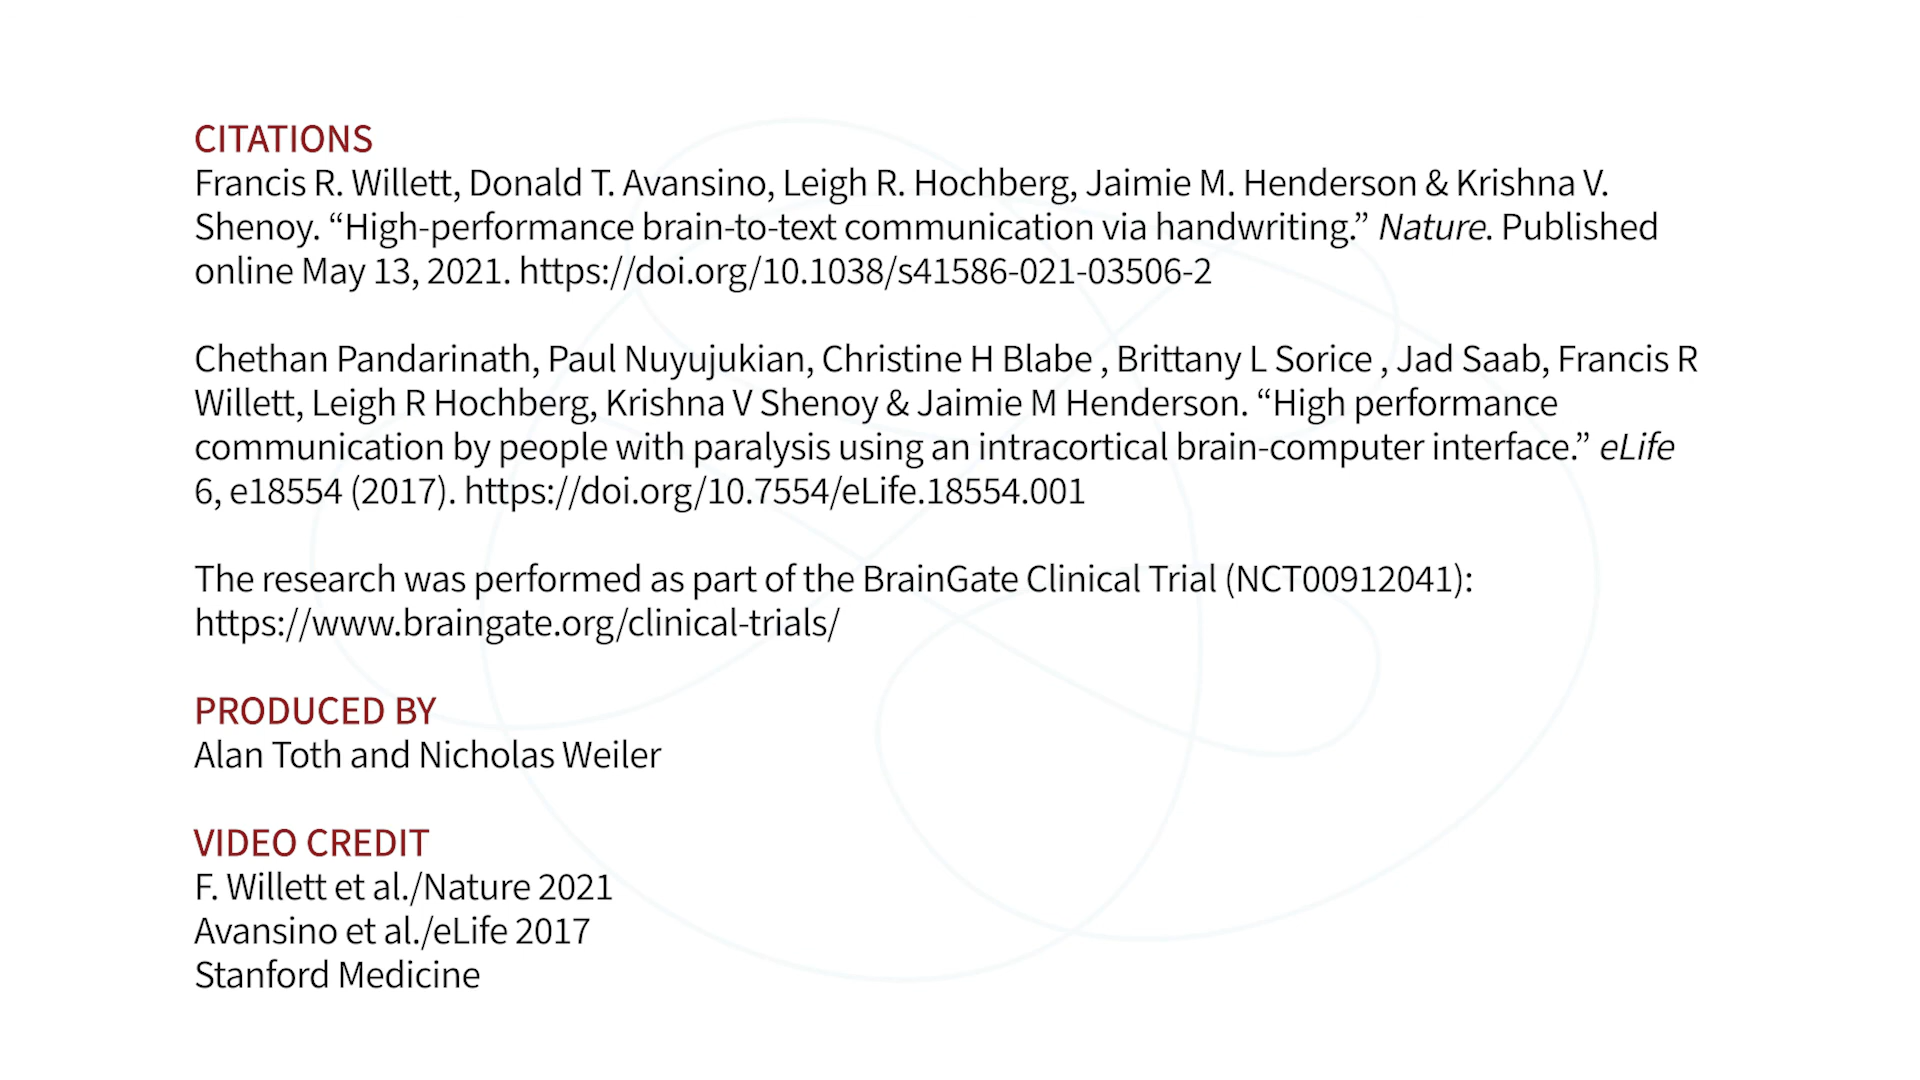 CITATIONS
Francis R. Willett, Donald T. Avansino, Leigh R. Hochberg, Jaimie M. Henderson & Krishna V.
Shenoy. “High-performance brain-to-text communication via handwriting.” Nature. Published
online May 13, 2021. https://doi.org/10.1038/s41586-021-03506-2
Chethan Pandarinath, Paul Nuyujukian, Christine H Blabe , Brittany L Sorice , Jad Saab, Francis R
Willett, Leigh R Hochberg, Krishna V Shenoy & Jaimie M Henderson. “High performance
communication by people with paralysis using an intracortical brain-computer interface.” eLife
6, e18554 (2017). https://doi.org/10.7554/eLife.18554.001
The research was performed as part of the BrainGate Clinical Trial (NCT00912041):
https://www.braingate.org/clinical-trials/
PRODUCED BY
Alan Toth and Nicholas Weiler
VIDEO CREDIT
F. Willett et al./Nature 2021
Avansino et al./eLife 2017
Stanford Medicine